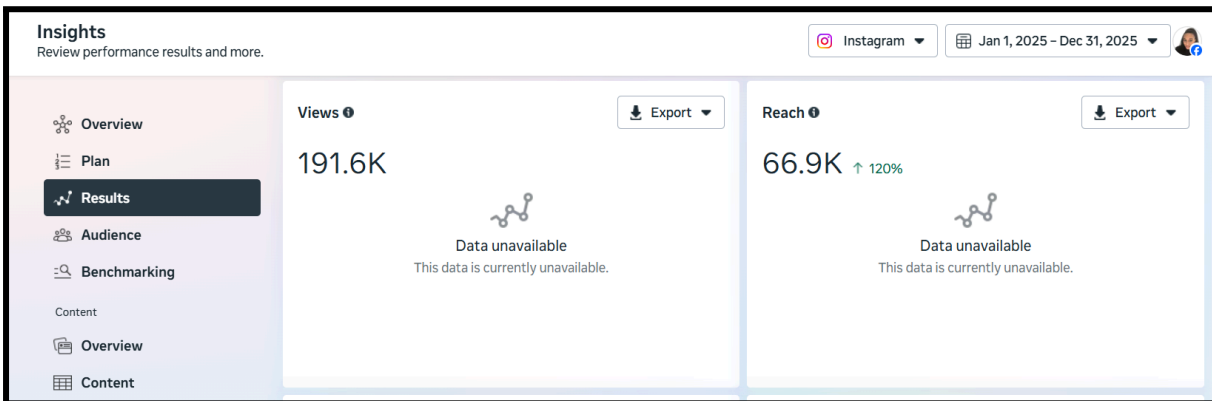 Insights
Review performance results and more.
Instagram
Jan 1, 2025 – Dec 31, 2025
Overview
Plan
Results
Audience
Benchmarking
Content
Overview
Content
Views
Export
191.6K
Data unavailable
This data is currently unavailable.
Reach
Export
66.9K ↑ 120%
Data unavailable
This data is currently unavailable.